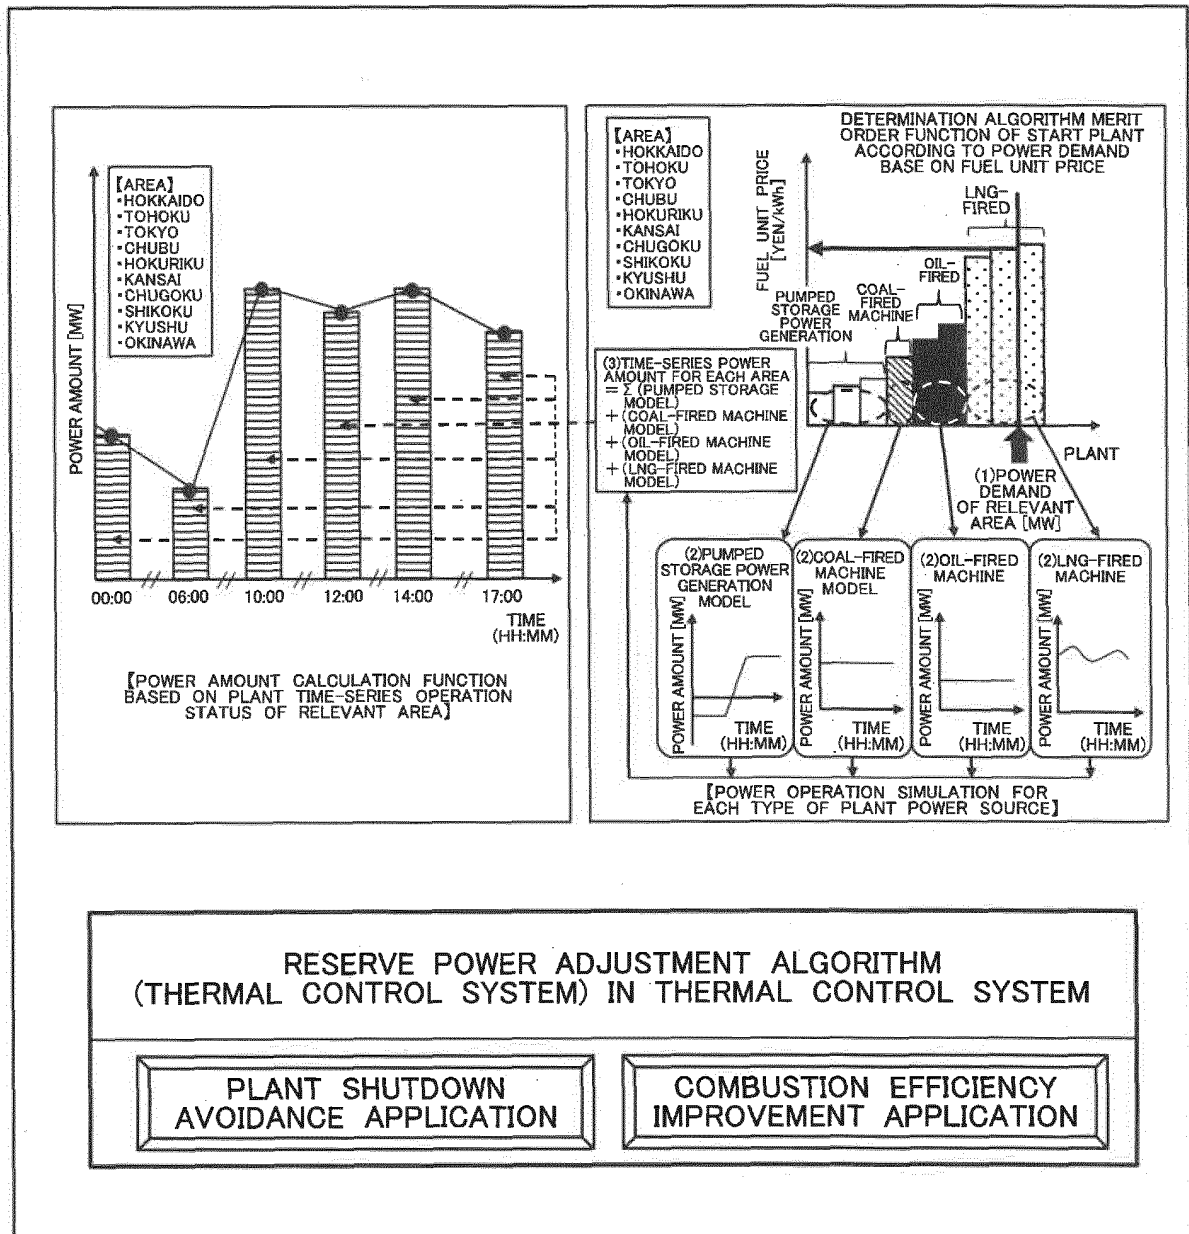 POWER AMOUNT [MW]
【AREA】
・HOKKAIDO
・TOHOKU
・TOKYO
・CHUBU
・HOKURIKU
・KANSAI
・CHUGOKU
・SHIKOKU
・KYUSHU
・OKINAWA
00:00
06:00
10:00
12:00
14:00
17:00
TIME
(HH:MM)
【POWER AMOUNT CALCULATION FUNCTION
BASED ON PLANT TIME-SERIES OPERATION
STATUS OF RELEVANT AREA】
【AREA】
・HOKKAIDO
・TOHOKU
・TOKYO
・CHUBU
・HOKURIKU
・KANSAI
・CHUGOKU
・SHIKOKU
・KYUSHU
・OKINAWA
DETERMINATION ALGORITHM MERIT
ORDER FUNCTION OF START PLANT
ACCORDING TO POWER DEMAND
BASE ON FUEL UNIT PRICE
FUEL UNIT PRICE
[YEN/kWh]
LNG-
FIRED
OIL-
FIRED
COAL-
FIRED
MACHINE
PUMPED
STORAGE
POWER
GENERATION
PLANT
(1)POWER
DEMAND
OF RELEVANT
AREA [MW]
(3)TIME-SERIES POWER
AMOUNT FOR EACH AREA
=Σ (PUMPED STORAGE
MODEL)
+(COAL-FIRED MACHINE
MODEL)
+(OIL-FIRED MACHINE
MODEL)
+(LNG-FIRED MACHINE
MODEL)
(2)PUMPED
STORAGE POWER
GENERATION
MODEL
POWER AMOUNT [MW]
TIME
(HH:MM)
(2)COAL-FIRED
MACHINE
MODEL
POWER AMOUNT [MW]
TIME
(HH:MM)
(2)OIL-FIRED
MACHINE
POWER AMOUNT [MW]
TIME
(HH:MM)
(2)LNG-FIRED
MACHINE
POWER AMOUNT [MW]
TIME
(HH:MM)
【POWER OPERATION SIMULATION FOR
EACH TYPE OF PLANT POWER SOURCE】
RESERVE POWER ADJUSTMENT ALGORITHM
(THERMAL CONTROL SYSTEM) IN THERMAL CONTROL SYSTEM
PLANT SHUTDOWN
AVOIDANCE APPLICATION
COMBUSTION EFFICIENCY
IMPROVEMENT APPLICATION